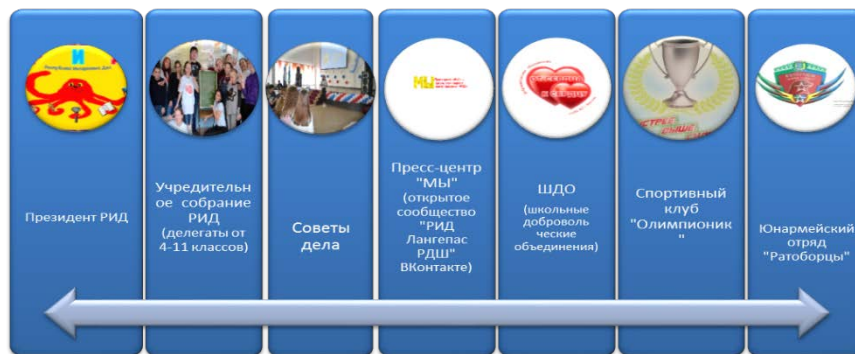 И
Президент РИД
Учредительн
ое собрание
РИД
(делегаты от
4-11 классов)
Советы
дела
МЫ
Пресс-центр
"МЫ"
(открытое
сообщество
"РИД
Лангепас
РДШ"
ВКонтакте)
ШДО
(школьные
доброволь
ческие
объединения)
Спортивный
клуб
"Олимпионик
"
Юнармейский
отряд
"Ратоборцы"